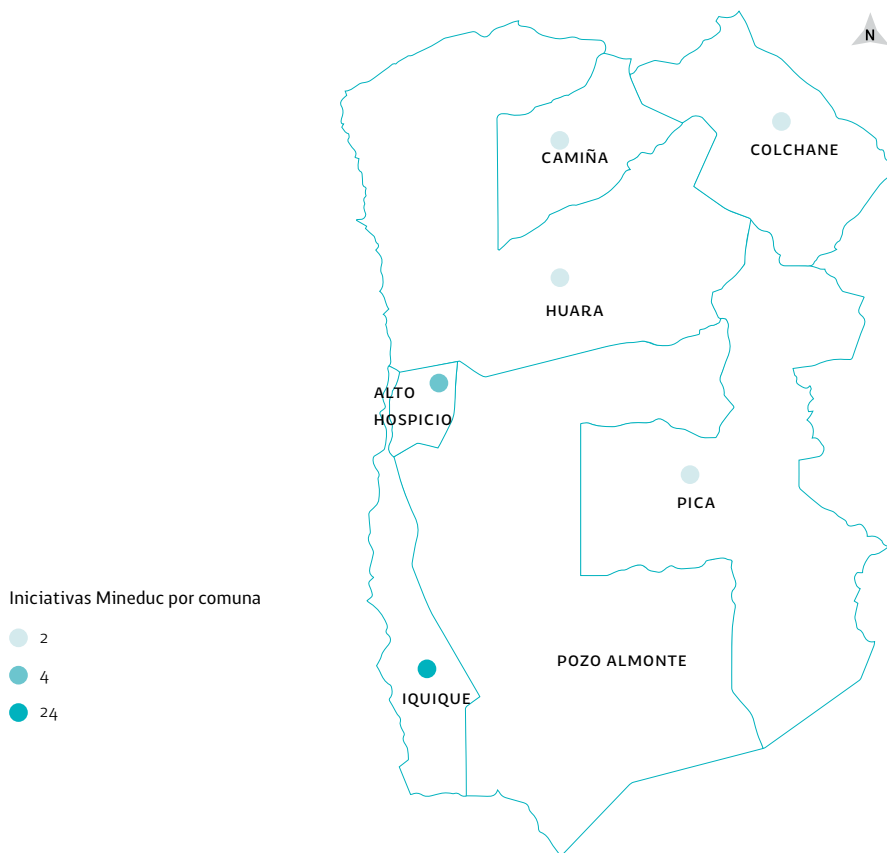 N
COLCHANE
CAMIÑA
HUARA
ALTO
HOSPICIO
PICA
Iniciativas Mineduc por comuna
2
4
24
POZO ALMONTE
IQUIQUE